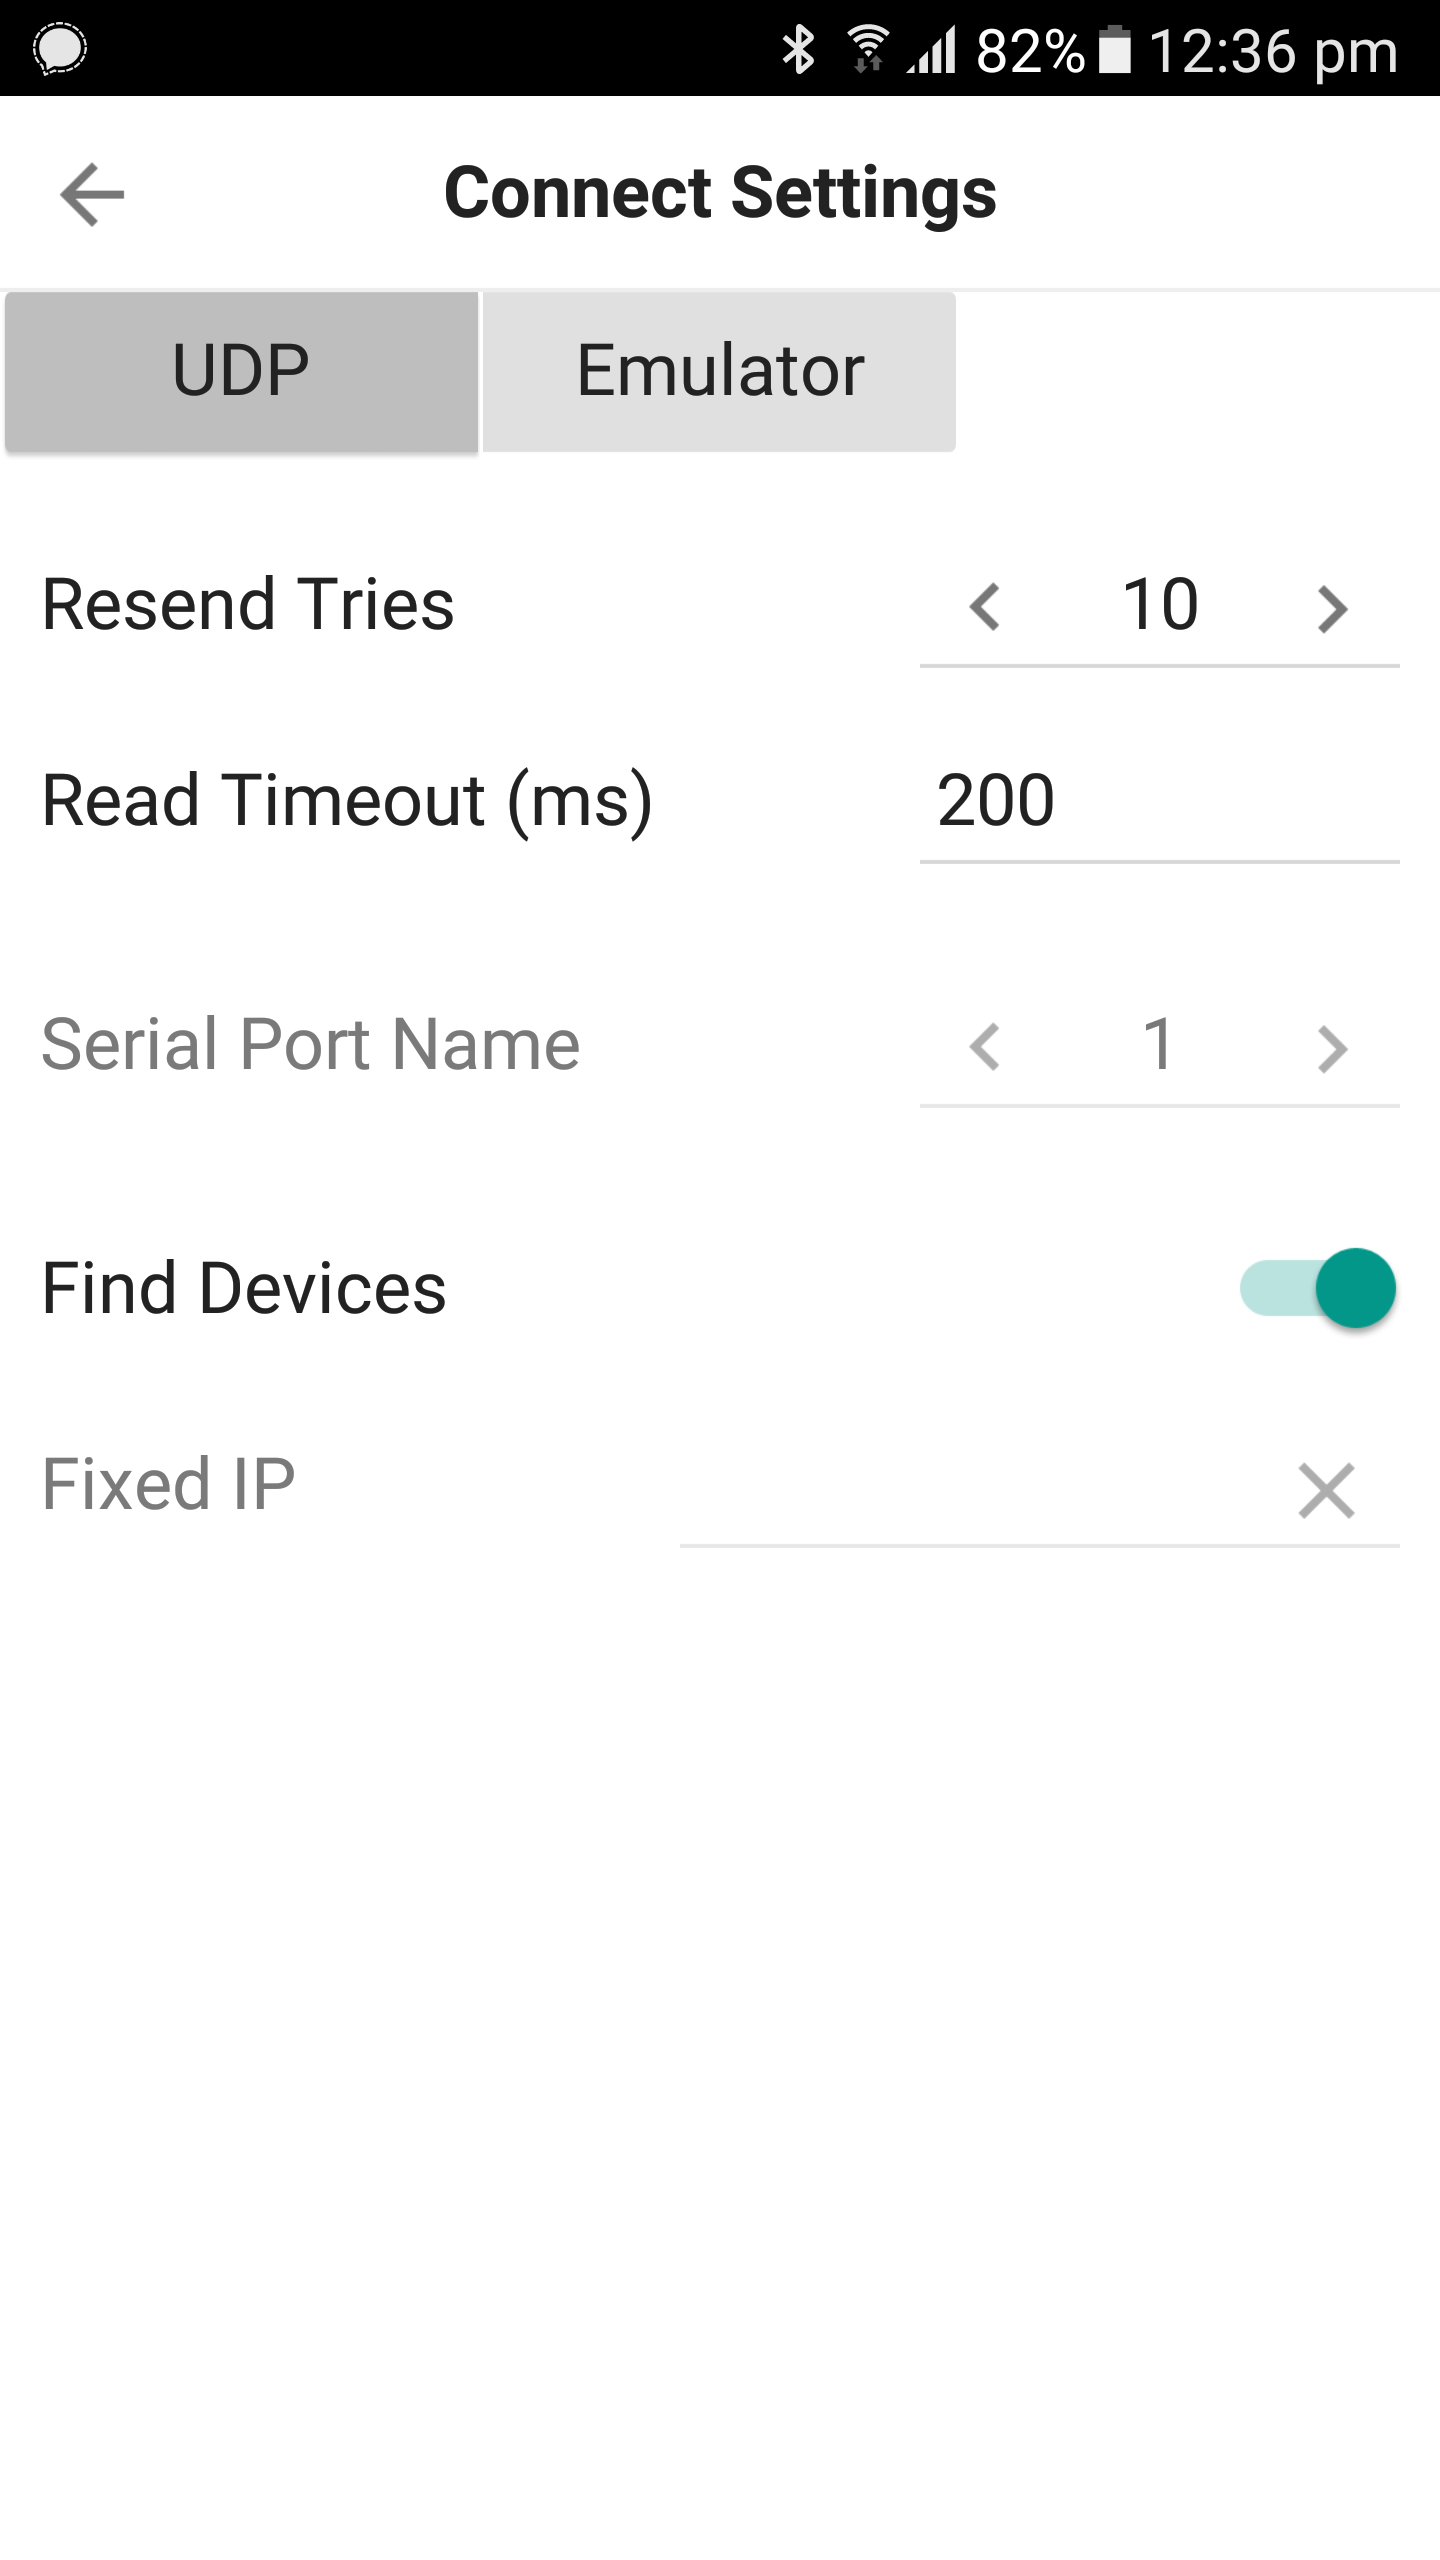 82% 12:36 pm
Connect Settings
UDP Emulator
Resend Tries 10
Read Timeout (ms) 200
Serial Port Name 1
Find Devices
Fixed IP